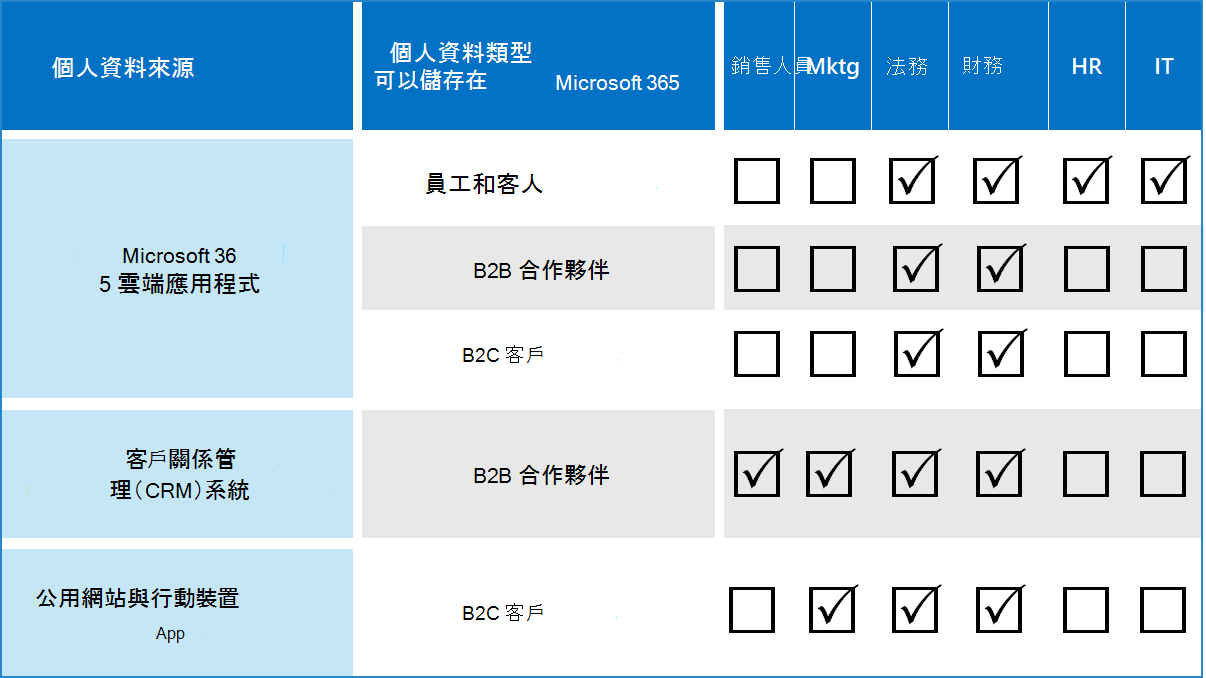 個人資料來源
個人資料類型
可以儲存在 Microsoft 365
銷售人員 Mktg 法務 財務 HR IT
員工和客人
Microsoft 36
5 雲端應用程式
B2B 合作夥伴
B2C 客戶
客戶關係管
理(CRM)系統
B2B 合作夥伴
公用網站與行動裝置
App
B2C 客戶